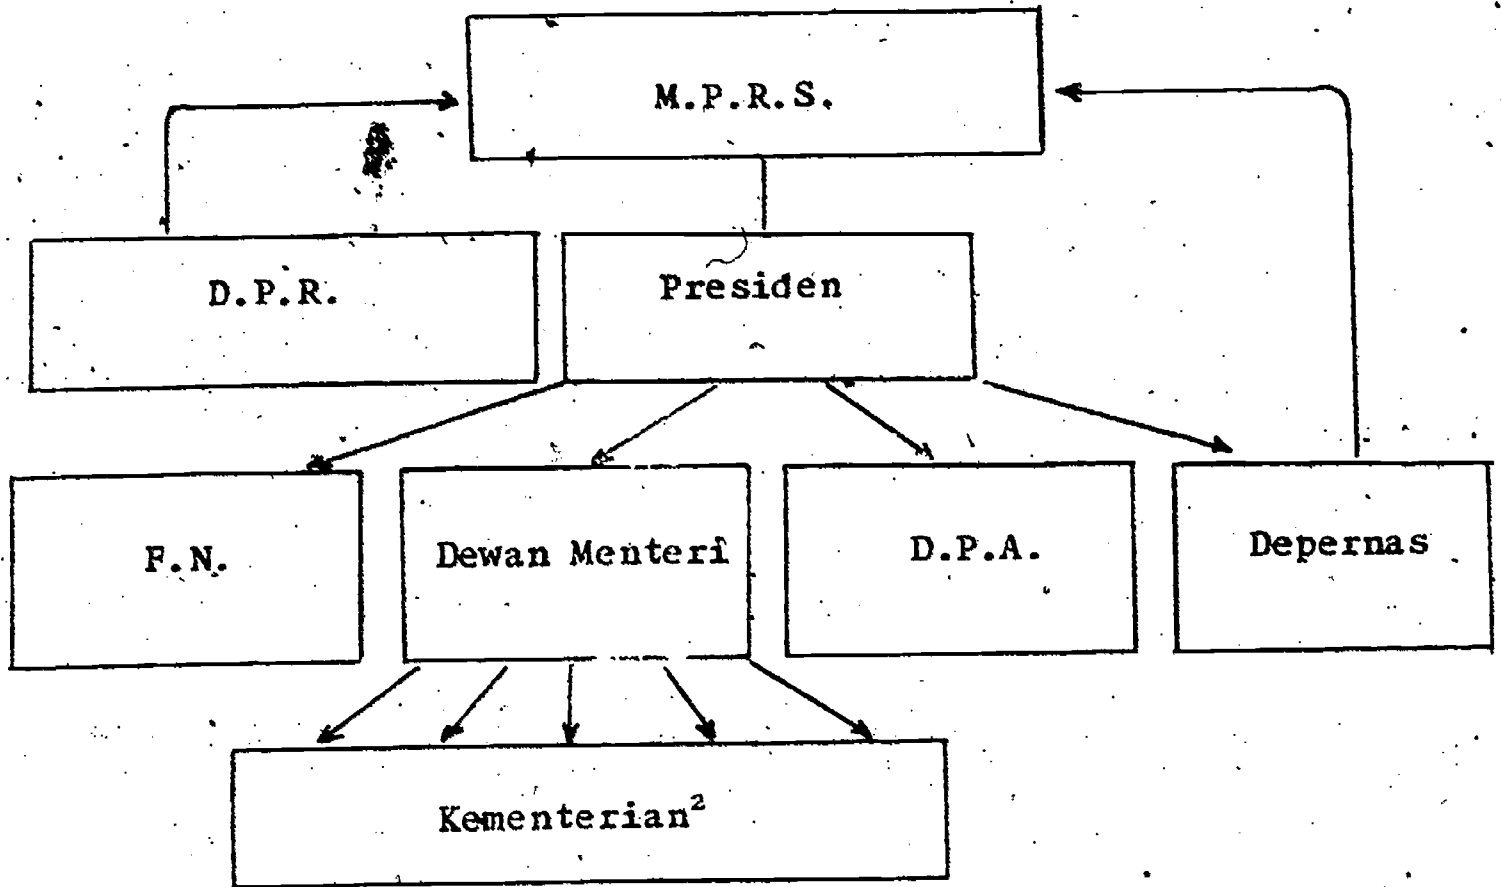 M.P.R.S.
D.P.R.
Presiden
F.N.
Dewan Menteri
D.P.A.
Depernas
Kementerian²